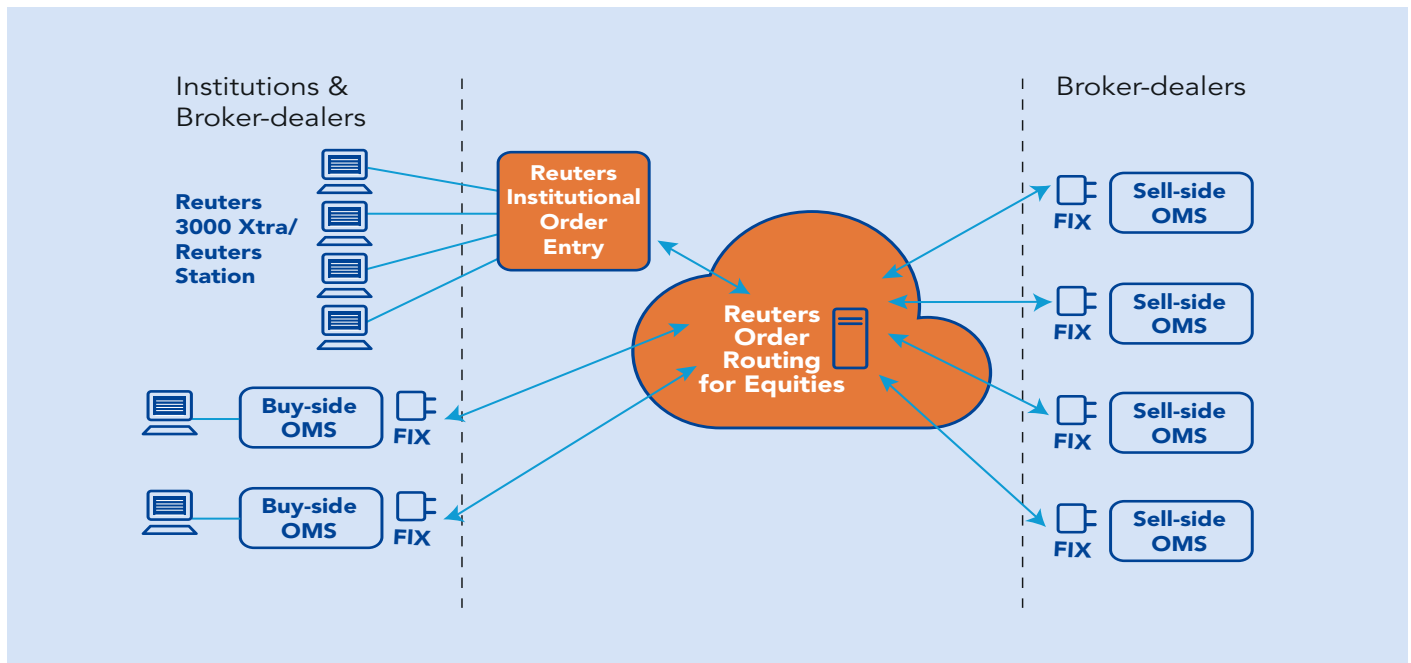 Institutions &
Broker-dealers
Broker-dealers
Reuters
3000 Xtra/
Reuters
Station
Reuters
Institutional
Order
Entry
Reuters
Order
Routing
for Equities
Buy-side
OMS
FIX
Buy-side
OMS
FIX
FIX
Sell-side
OMS
FIX
Sell-side
OMS
FIX
Sell-side
OMS
FIX
Sell-side
OMS